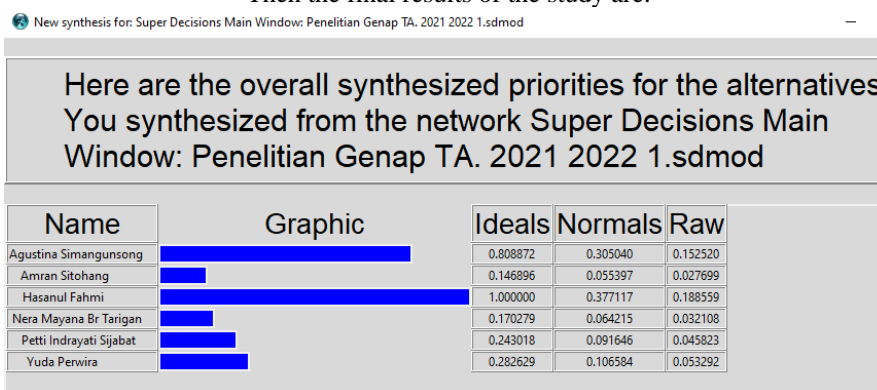 Then the final results of the study are:
New synthesis for: Super Decisions Main Window: Penelitian Genap TA. 2021 2022 1.sdmod
Here are the overall synthesized priorities for the alternatives
You synthesized from the network Super Decisions Main
Window: Penelitian Genap TA. 2021 2022 1.sdmod
Name Graphic Ideals Normals Raw
Agustina Simangunsong 0.808872 0.305040 0.152520
Amran Sitohang 0.146896 0.055397 0.027699
Hasanul Fahmi 1.000000 0.377117 0.188559
Nera Mayana Br Tarigan 0.170279 0.064215 0.032108
Petti Indrayati Sijabat 0.243018 0.091646 0.045823
Yuda Perwira 0.282629 0.106584 0.053292